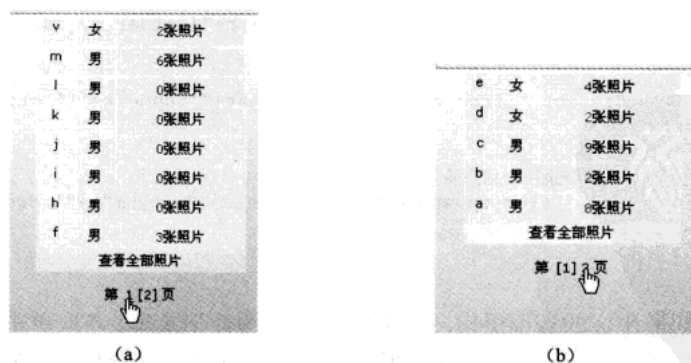 v 女 2张照片
m 男 6张照片
l 男 0张照片
k 男 0张照片
j 男 0张照片
i 男 0张照片
h 男 0张照片
f 男 3张照片
查看全部照片
第 1 [2] 页
(a)
e 女 4张照片
d 女 2张照片
c 男 9张照片
b 男 2张照片
a 男 8张照片
查看全部照片
第 [1] 2 页
(b)